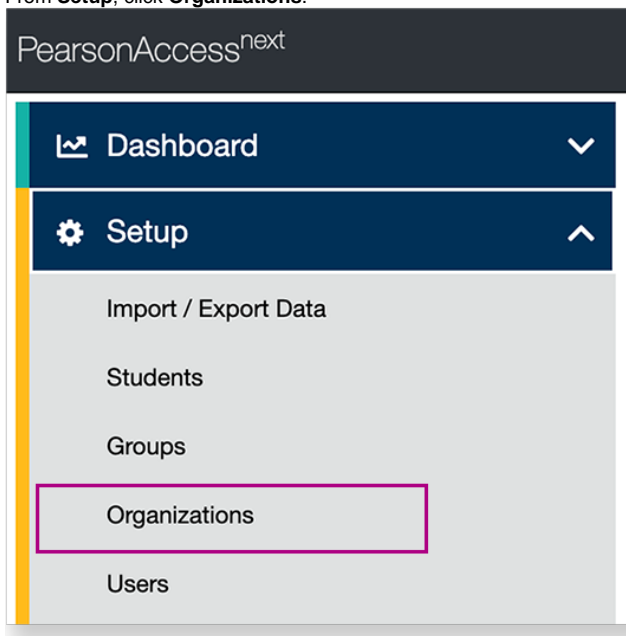 From Setup, click Organizations.
PearsonAccessnext
Dashboard
Setup
Import / Export Data
Students
Groups
Organizations
Users